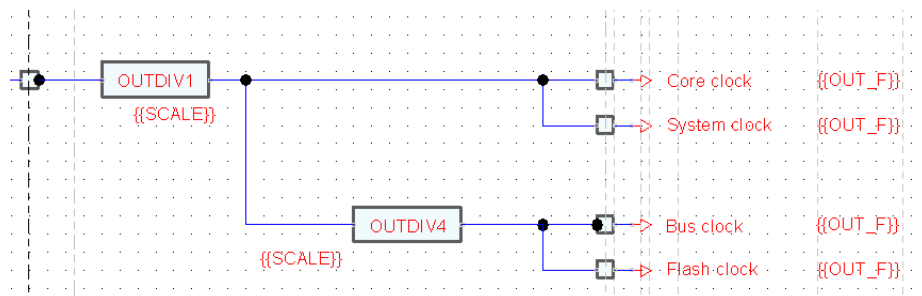 OUTDIV1
Core clock
{{OUT_F}}
{{SCALE}}
System clock
{{OUT_F}}
OUTDIV4
Bus clock
{{OUT_F}}
{{SCALE}}
Flash clock
{{OUT_F}}